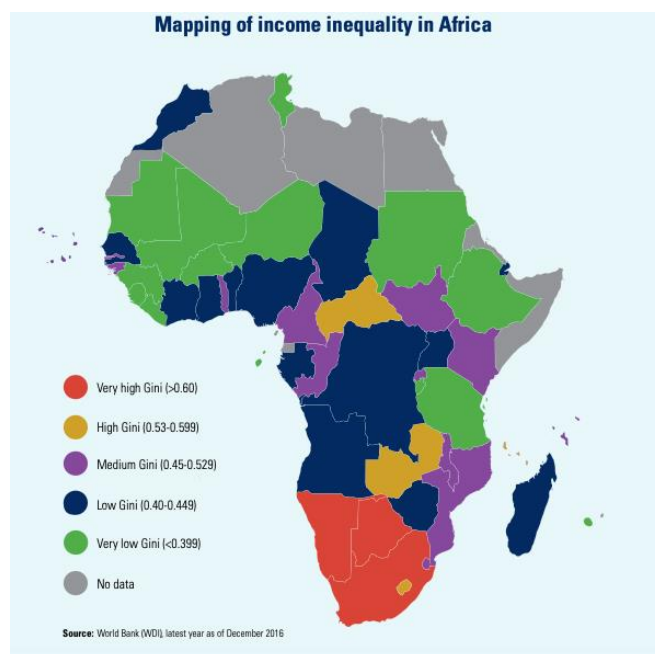 Mapping of income inequality in Africa
Very high Gini (>0.60)
High Gini (0.53-0.599)
Medium Gini (0.45-0.529)
Low Gini (0.40-0.449)
Very low Gini (<0.399)
No data
Source: World Bank (WDI), latest year as of December 2016